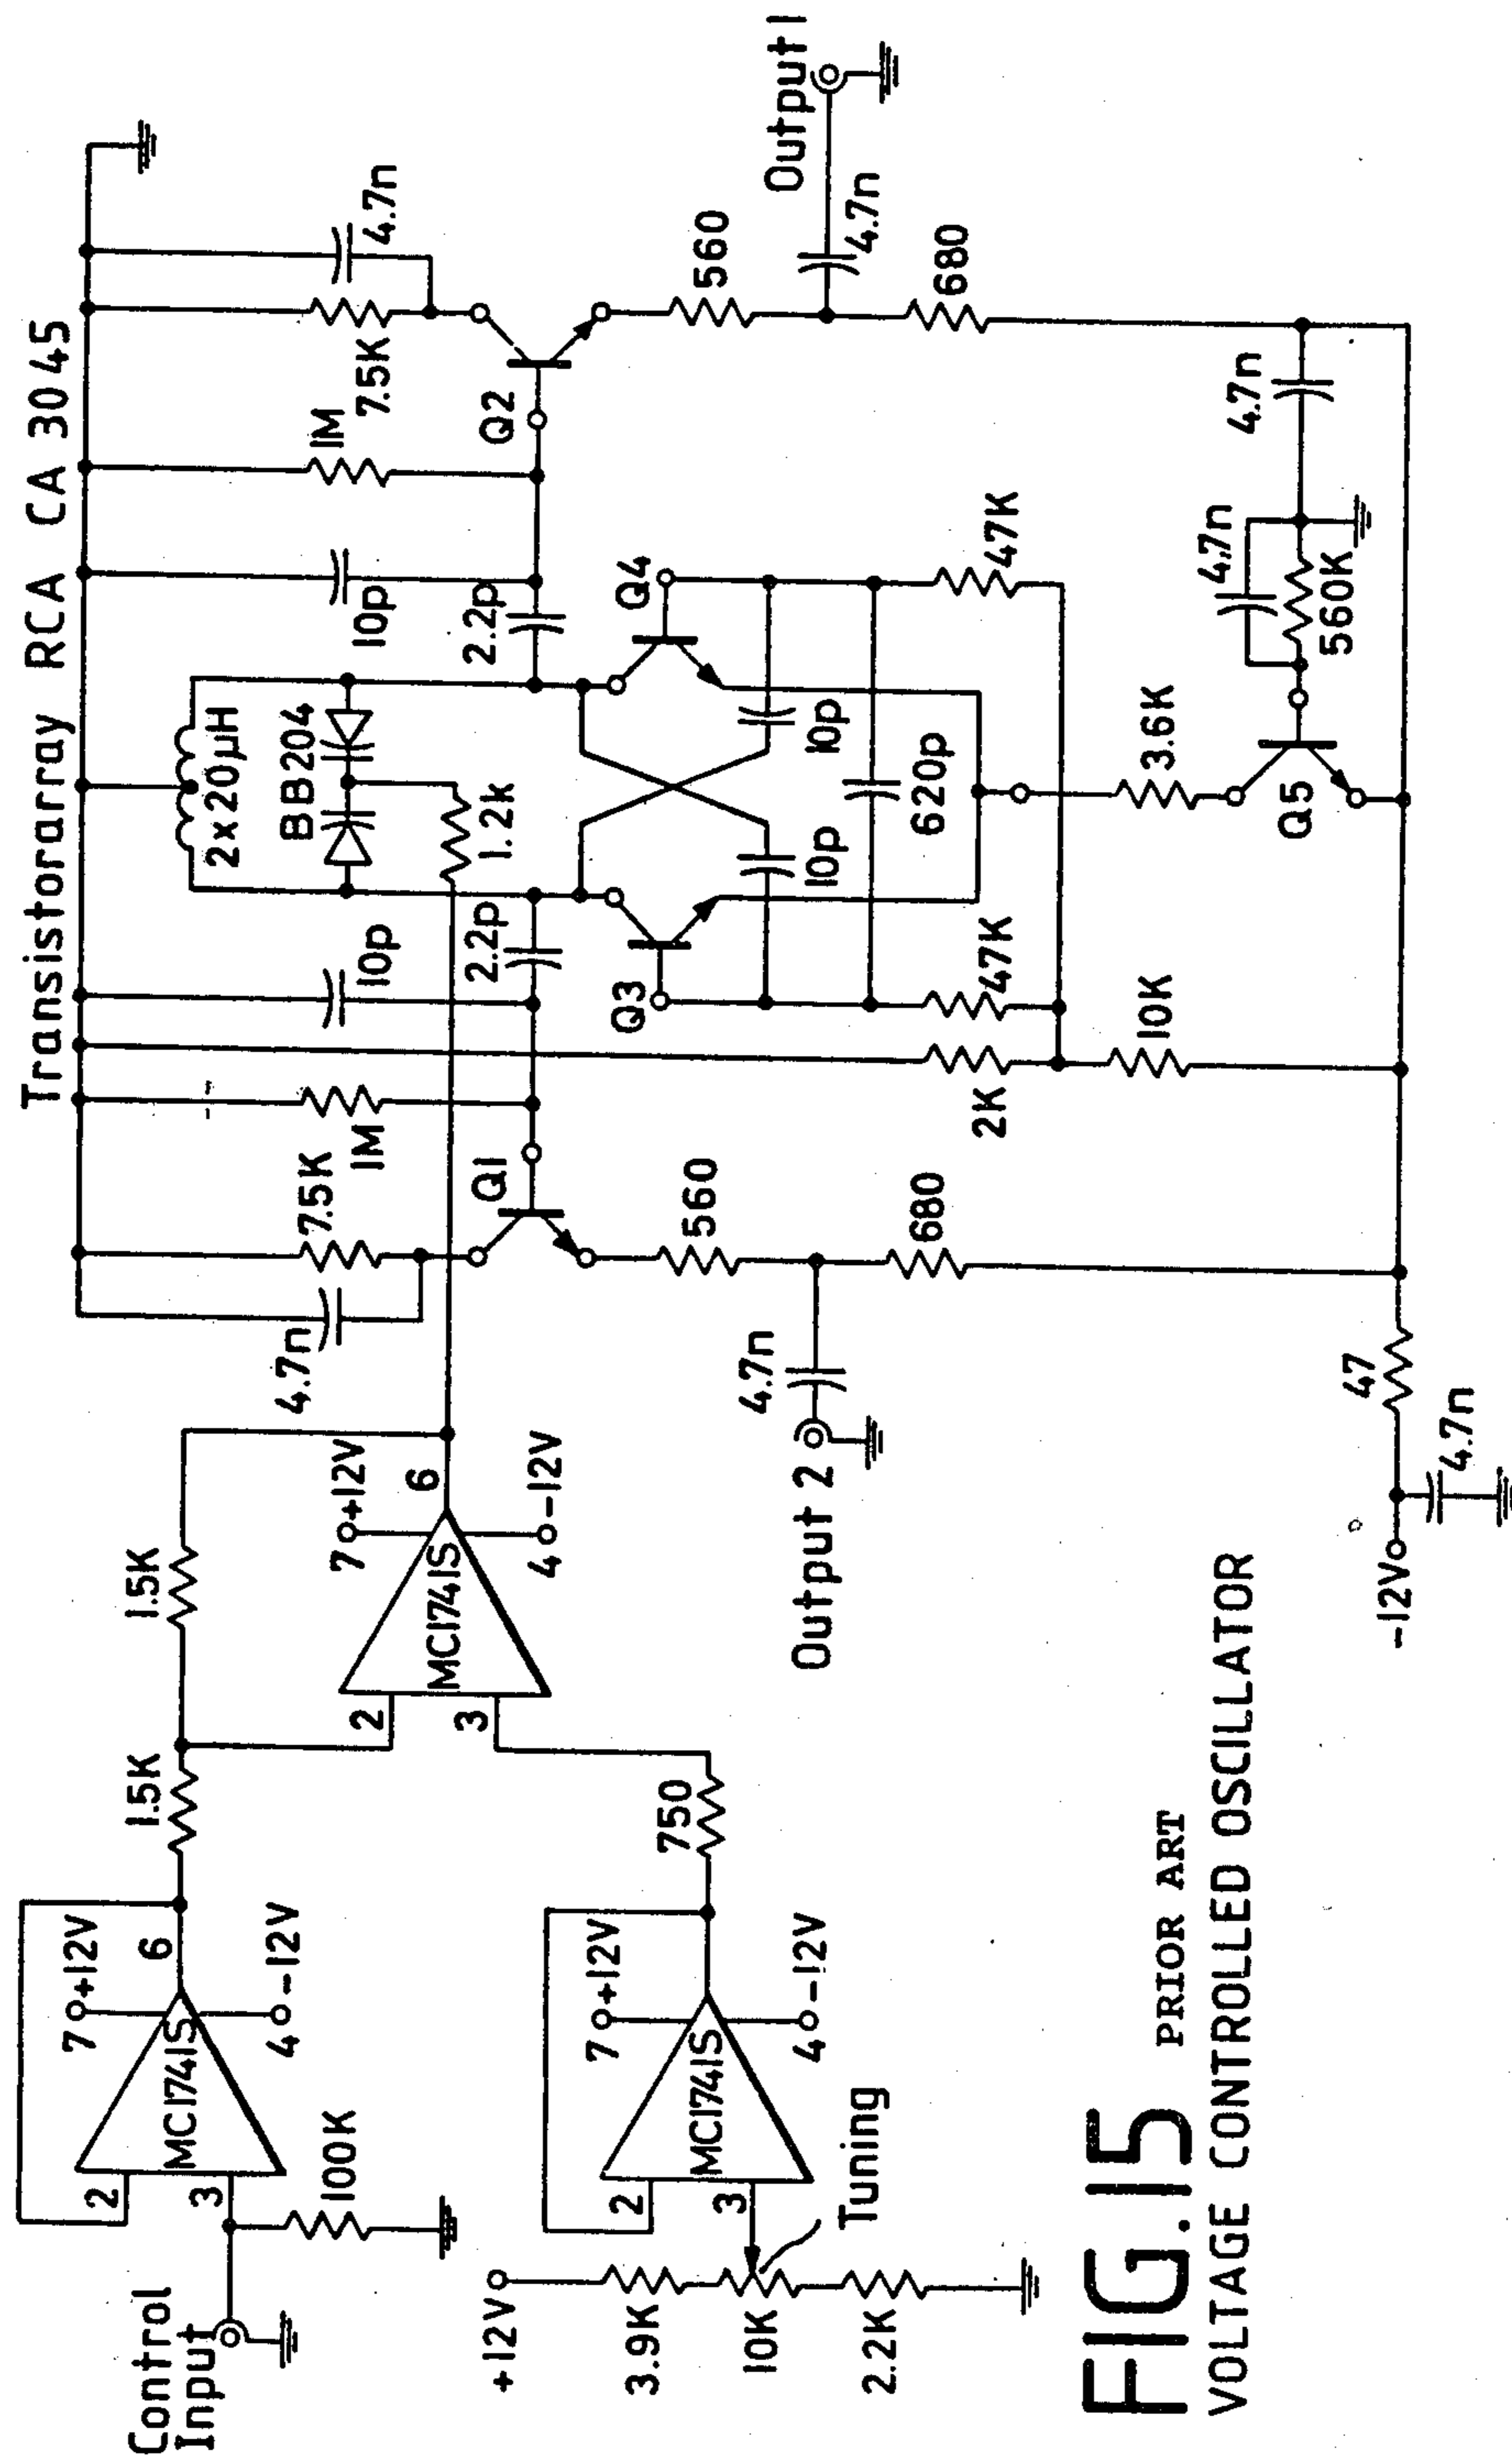 Transistorarray RCA CA 3045
Control
Input
100K
2
3
MC1741S
7
+12V
6
4
-12V
1.5K
1.5K
2
3
MC1741S
7
+12V
6
4
-12V
+12V
3.9K
10K
2.2K
Tuning
2
3
MC1741S
7
+12V
4
-12V
750
4.7n
7.5K
1M
10p
2.2p
Q1
560
680
4.7n
Output 2
2K
10K
47K
Q3
2x20µH
BB204
1.2k
10p
10p
620p
Q4
47K
2.2p
10p
1M
7.5K
4.7n
Q2
560
680
4.7n
Output 1
3.6K
Q5
560K
4.7n
4.7n
47
-12V
4.7n
FIG.15
PRIOR ART
VOLTAGE CONTROLLED OSCILLATOR